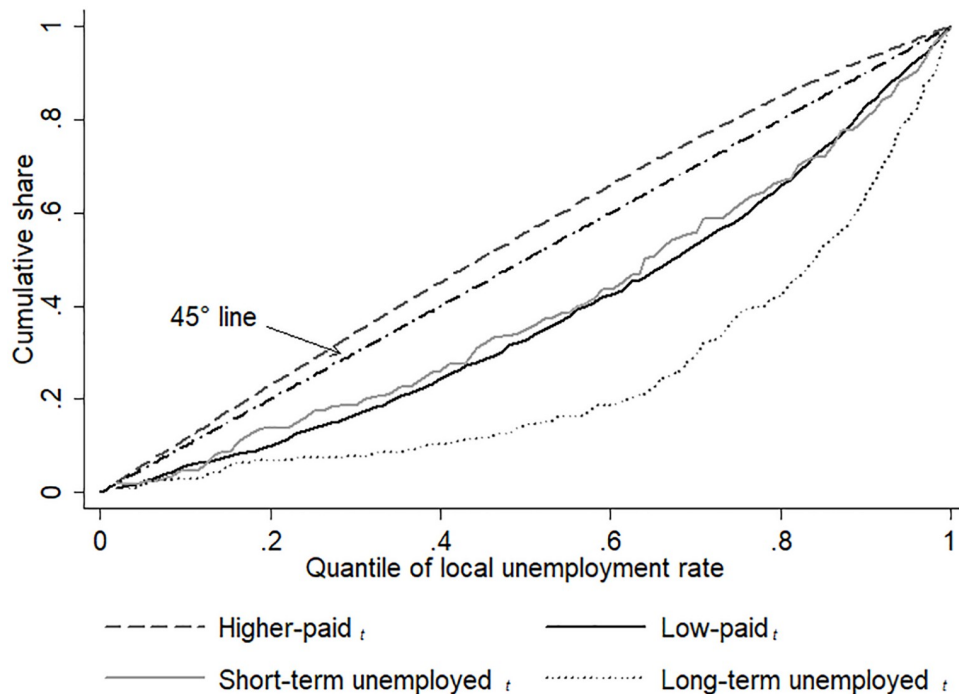 Cumulative share
1
.8
.6
.4
.2
0
45° line
0 .2 .4 .6 .8 1
Quantile of local unemployment rate
Higher-paid t Low-paid t
Short-term unemployed t Long-term unemployed t